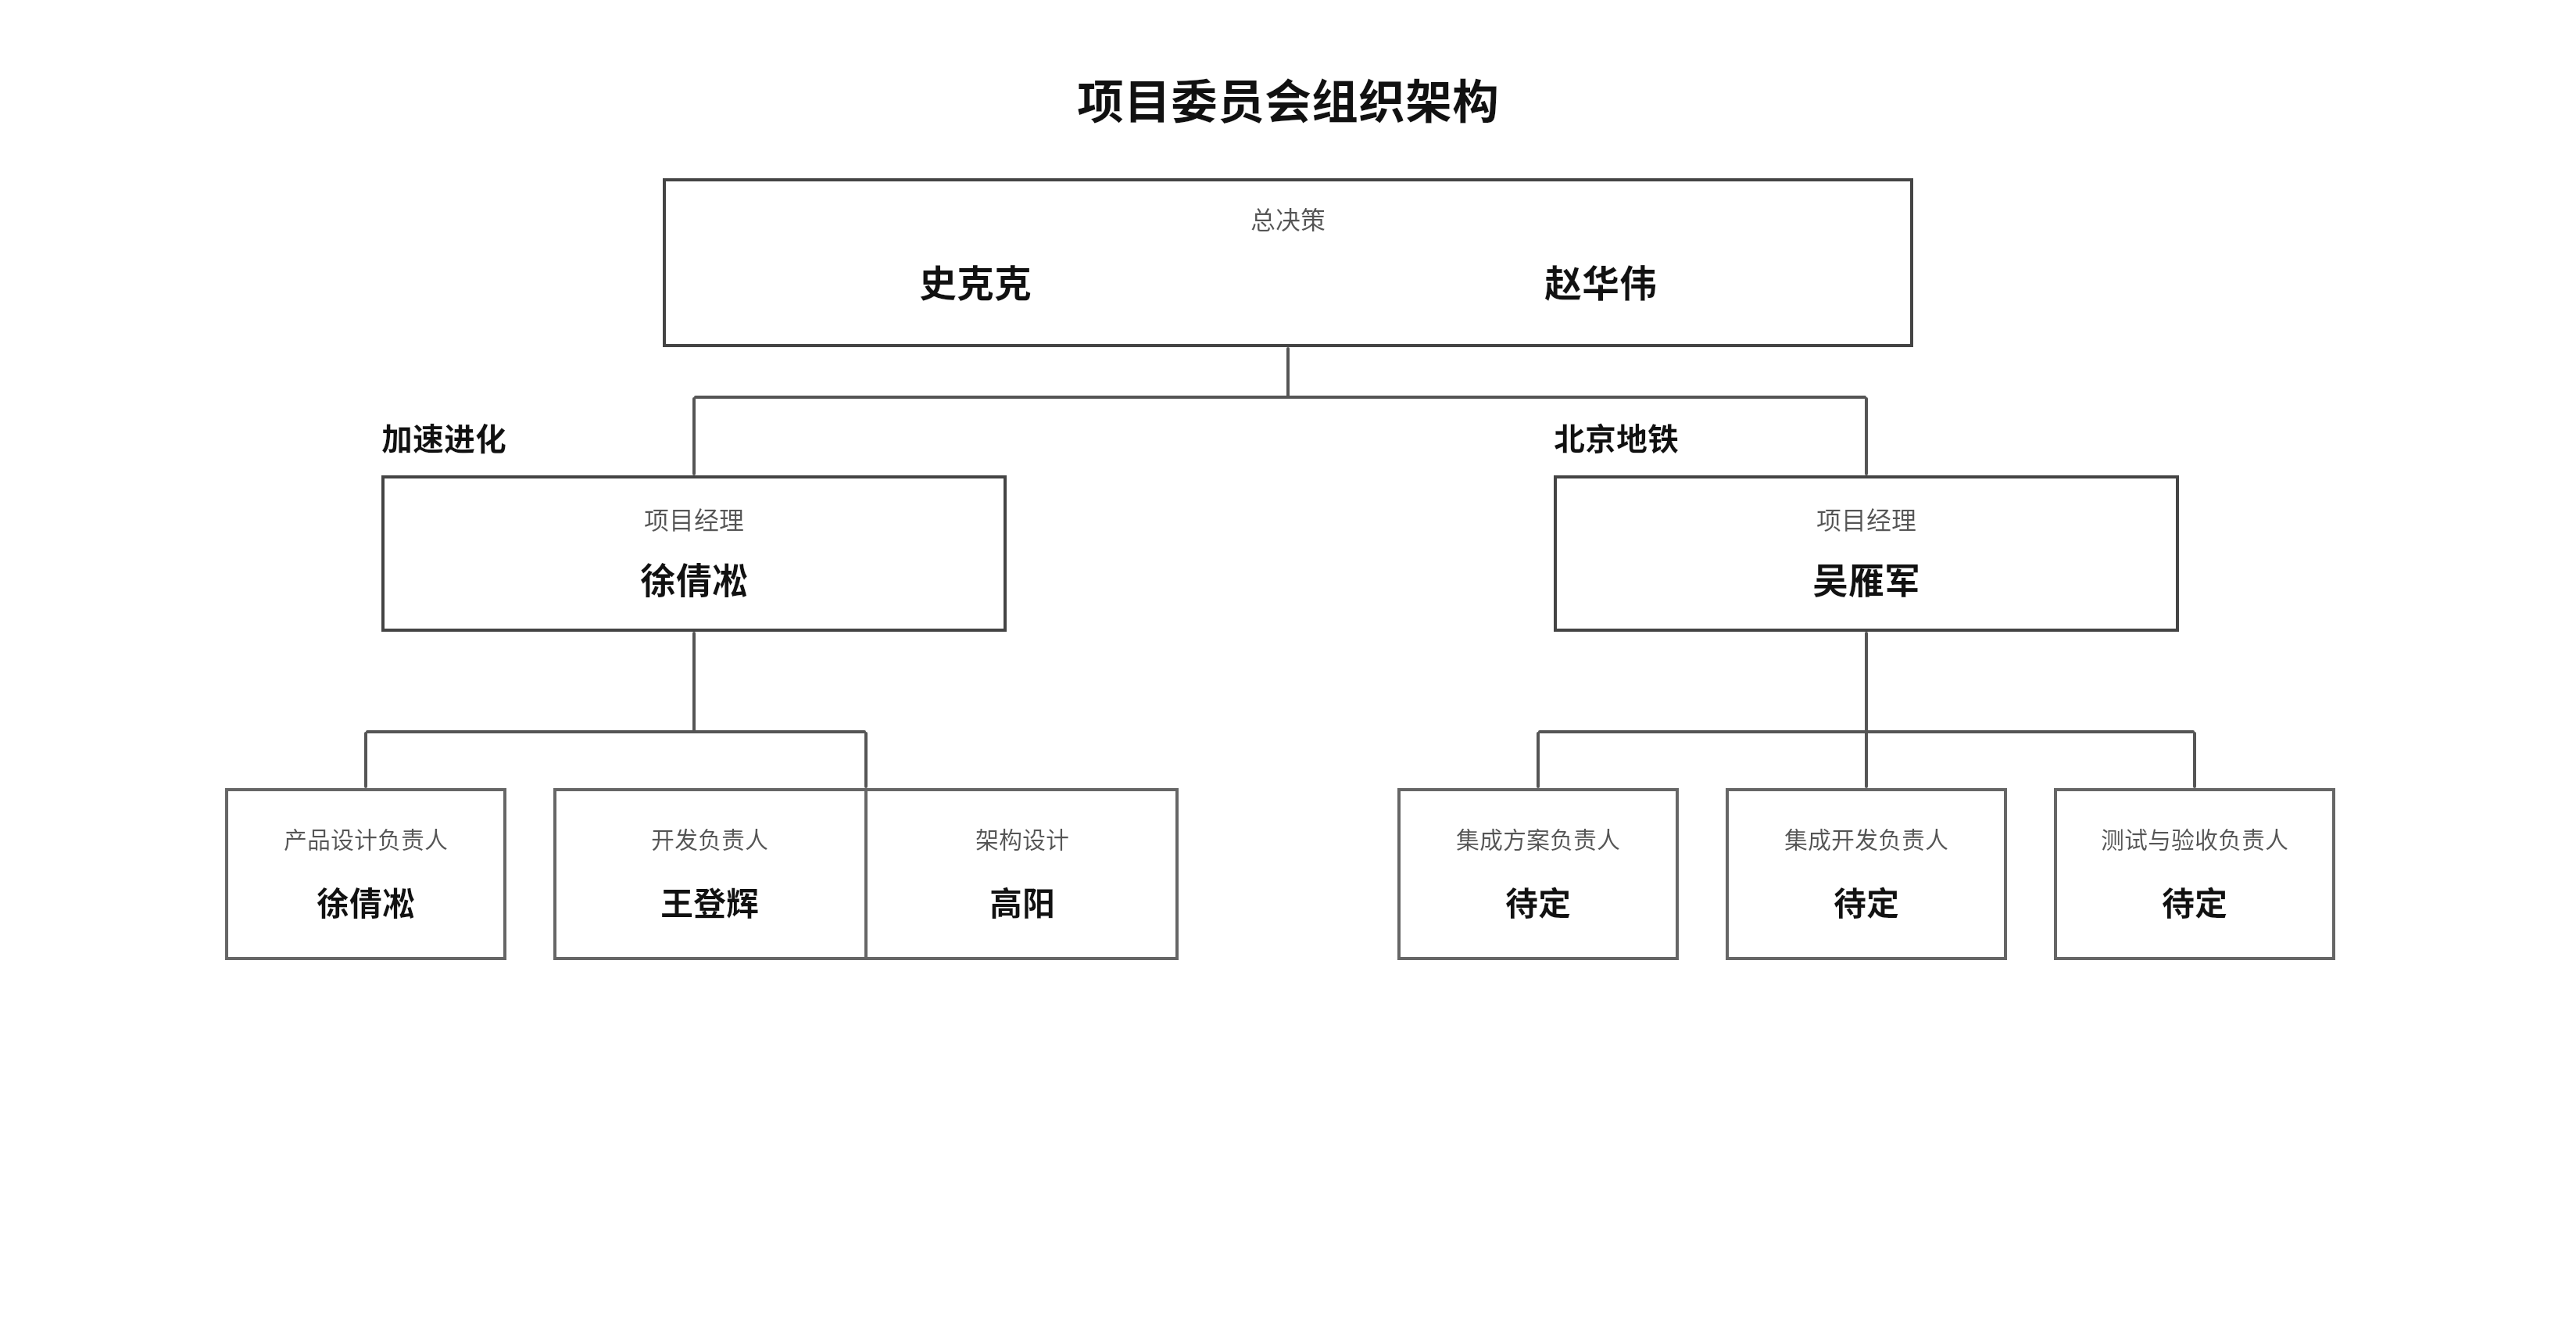 项目委员会组织架构
总决策
史克克 赵华伟
加速进化 北京地铁
项目经理 项目经理
徐倩凇 吴雁军
产品设计负责人 开发负责人 架构设计 集成方案负责人 集成开发负责人 测试与验收负责人
徐倩凇 王登辉 高阳 待定 待定 待定